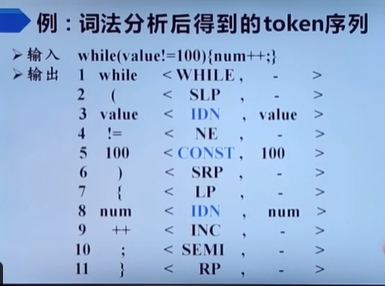 例：词法分析后得到的token序列
➢ 输入 while(value!=100){num++;}
➢ 输出 1 while < WHILE , - >
2 ( < SLP , - >
3 value < IDN , value >
4 != < NE , - >
5 100 < CONST , 100 >
6 ) < SRP , - >
7 { < LP , - >
8 num < IDN , num >
9 ++ < INC , - >
10 ; < SEMI , - >
11 } < RP , - >